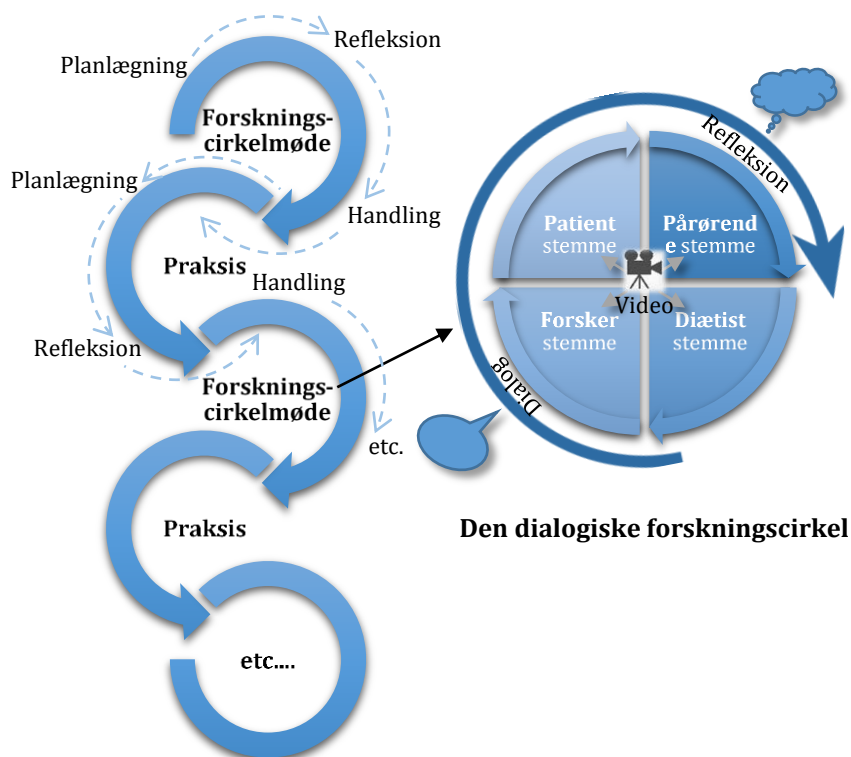 Planlægning
Refleksion
Forsknings-
cirkelmøde
Planlægning
Handling
Praksis
Handling
Refleksion
Forsknings-
cirkelmøde
etc.
Praksis
etc....
Refleksion
Patient
stemme
Pårørend
e stemme
Video
Forsker
stemme
Diætist
stemme
Dialog
Den dialogiske forskningscirkel